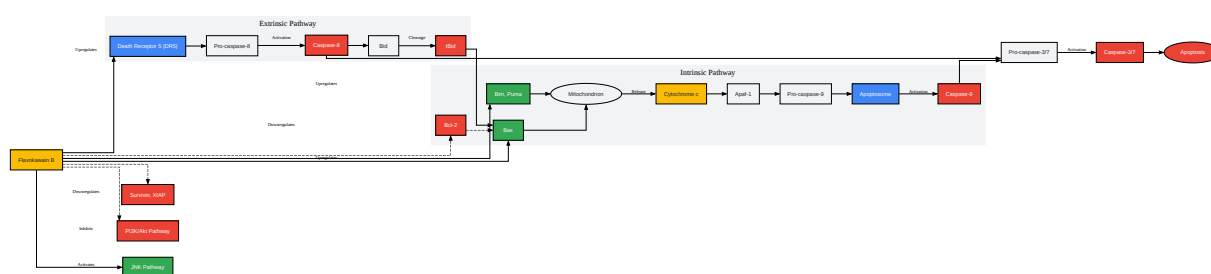 Extrinsic Pathway
Upregulates
Death Receptor 5 (DR5)
Pro-caspase-8
Activation
Caspase-8
Bid
Cleavage
tBid
Pro-caspase-3/7
Activation
Caspase-3/7
Apoptosis
Intrinsic Pathway
Upregulates
Bim, Puma
Mitochondrion
Release
Cytochrome c
Apaf-1
Pro-caspase-9
Apoptosome
Activation
Caspase-9
Downregulates
Bcl-2
Bax
Flavokawain B
Upregulates
Downregulates
Survivin, XIAP
Inhibits
PI3K/Akt Pathway
Activates
JNK Pathway